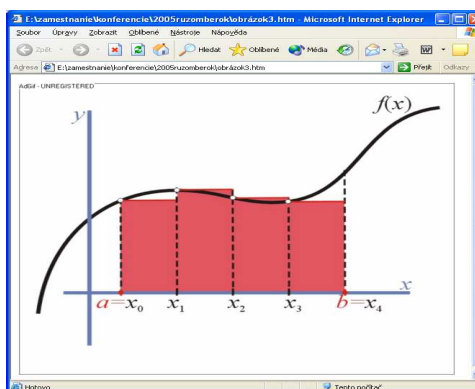 E:\zamestnanie\konferencie\2005ruzomberok\obrázok3.htm - Microsoft Internet Explorer
Soubor Úpravy Zobrazit Oblíbené Nástroje Nápověda
Zpět Hledat Oblíbené Média
Adresa E:\zamestnanie\konferencie\2005ruzomberok\obrázok3.htm Přejít Odkazy
AdGif - UNREGISTERED
y f(x)
x
a=x₀ x₁ x₂ x₃ b=x₄
Hotovo Tento počítač